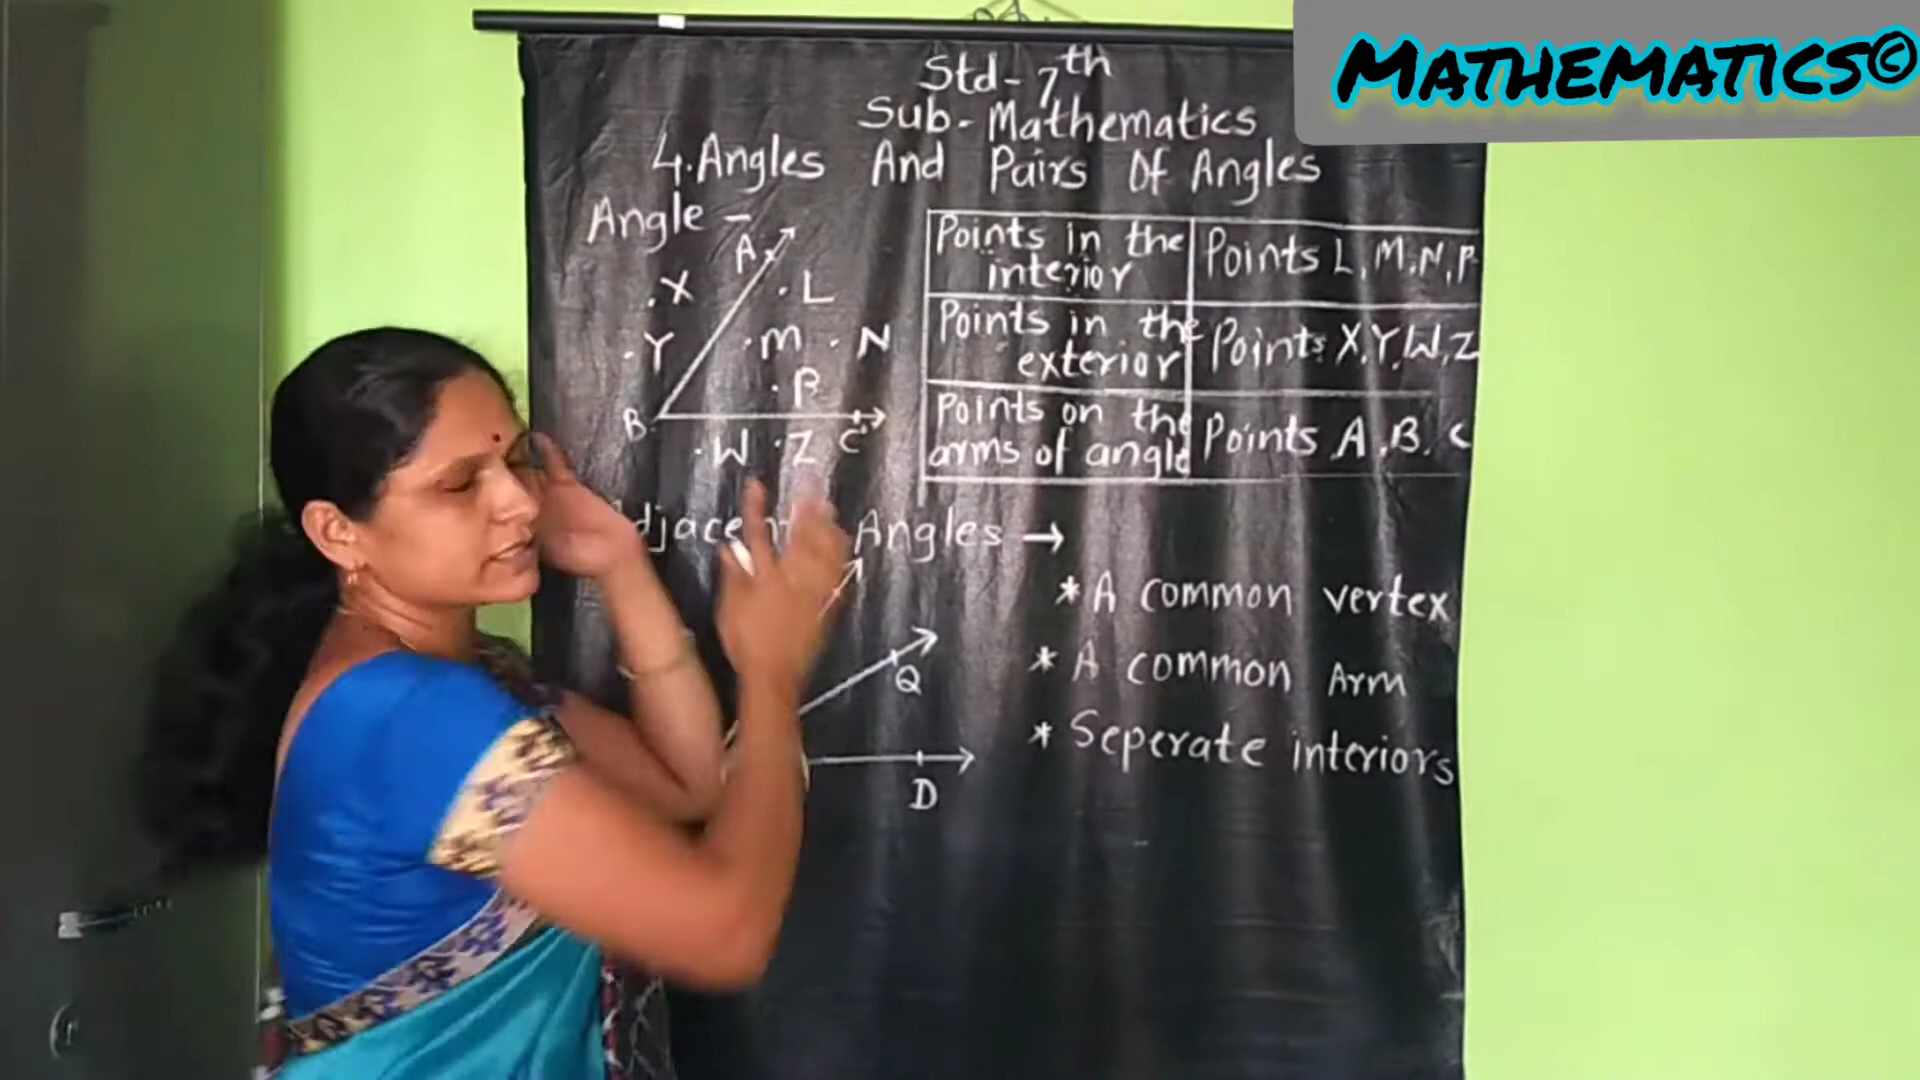 MATHEMATICS©
Std-7th
Sub-Mathematics
4.Angles And Pairs Of Angles
Angle -
A
.X
.L
.Y
.M
.N
.P
B
.W
.Z
C
Points in the interior
Points L,M,N,P
Points in the exterior
Points X,Y,W,Z
Points on the arms of angle
Points A,B,C
Angles →
Q
D
* A common vertex
* A common Arm
* Seperate interiors